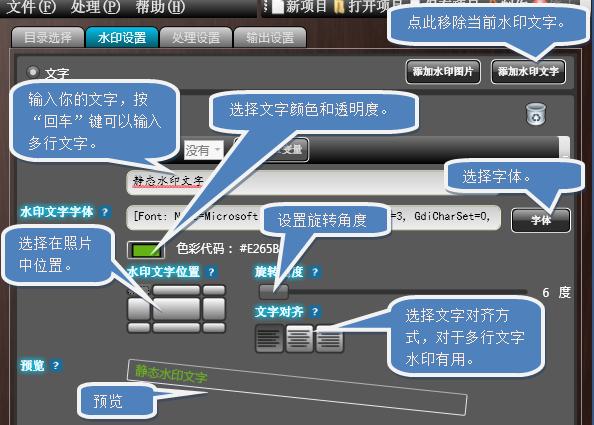 文件(F) 处理(P) 帮助(H)
新项目 打开项目
点此移除当前水印文字。
目录选择 水印设置 处理设置 输出设置
文字
添加水印图片 添加水印文字
输入你的文字，按
“回车”键可以输入
多行文字。
选择文字颜色和透明度。
没有
变量
静态水印文字
选择字体。
水印文字字体 ?
[Font: N
=Microsoft
=3, GdiCharSet=0,
字体
设置旋转角度
选择在照片
中位置。
色彩代码：#E265B
水印文字位置 ?
旋
度 ?
6 度
文字对齐 ?
选择文字对齐方
式，对于多行文字
水印有用。
预览 ?
静态水印文字
预览